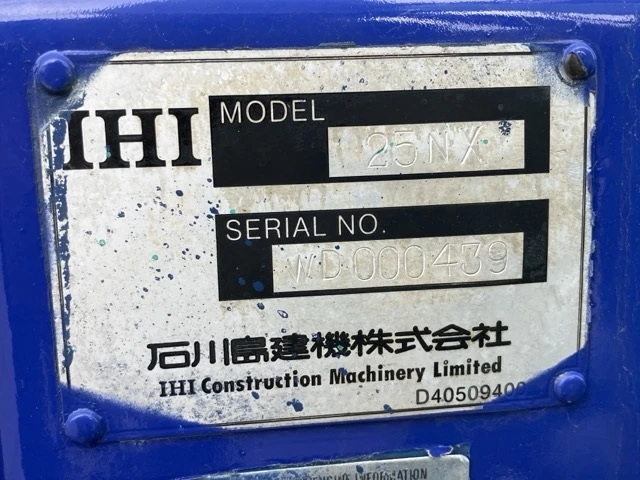 IHI
MODEL
25NX
SERIAL NO.
WD000439
石川島建機株式会社
IHI Construction Machinery Limited
INFORMATION